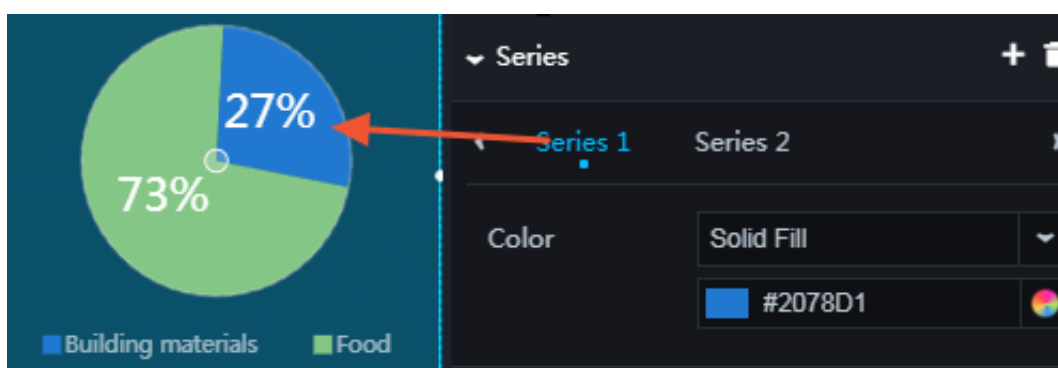 27%
73%
Building materials
Food
Series
Series 1
Series 2
Color
Solid Fill
#2078D1